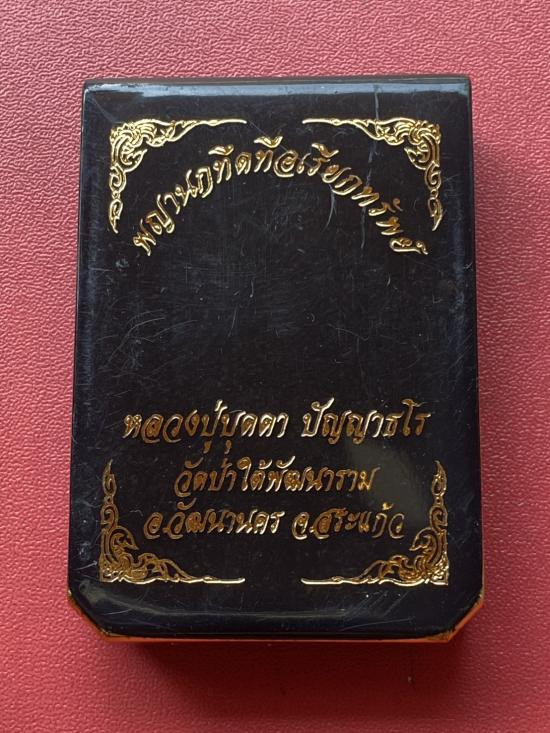 พญานกทึดทือเรียกทรัพย์
หลวงปู่บุดดา ปัญญาธโร
วัดป่าใต้พัฒนาราม
อ.วัฒนานคร จ.สระแก้ว